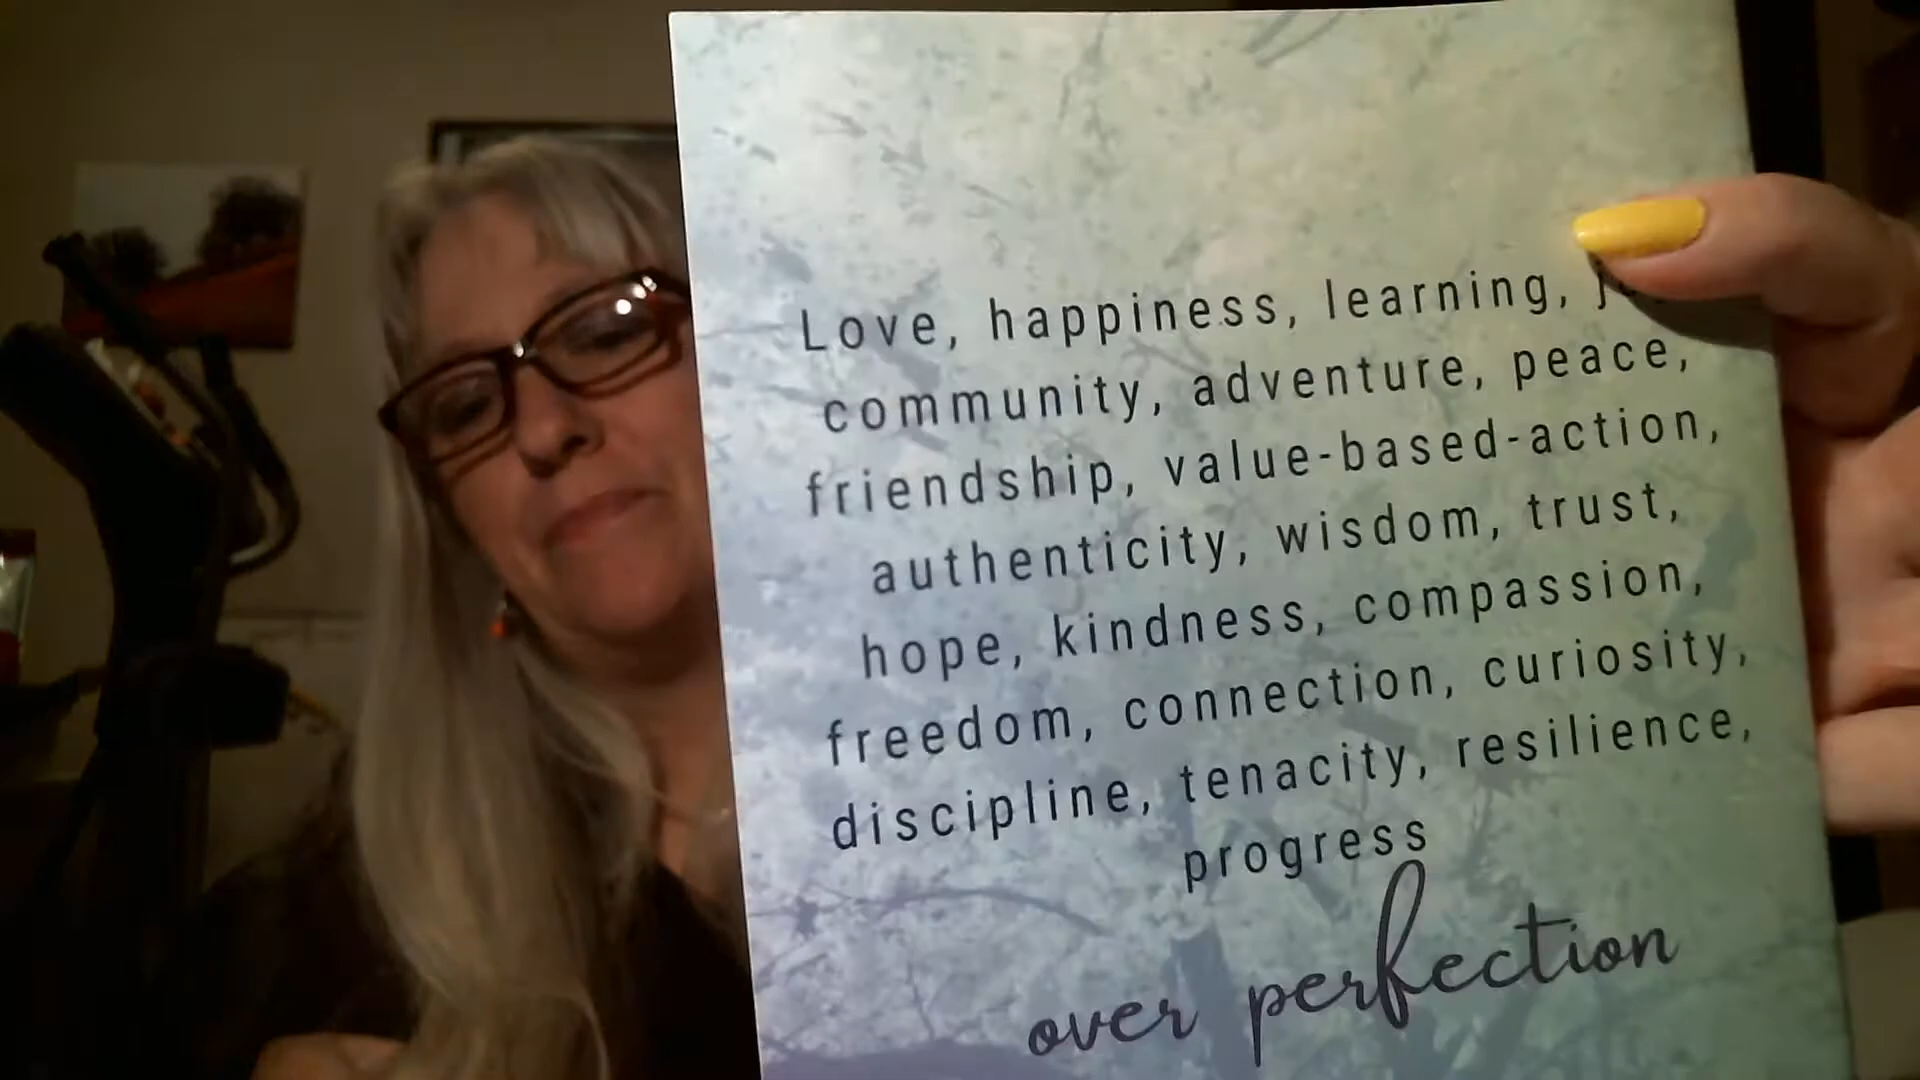 Love, happiness, learning,
community, adventure, peace,
friendship, value-based-action,
authenticity, wisdom, trust,
hope, kindness, compassion,
freedom, connection, curiosity,
discipline, tenacity, resilience,
progress
over perfection